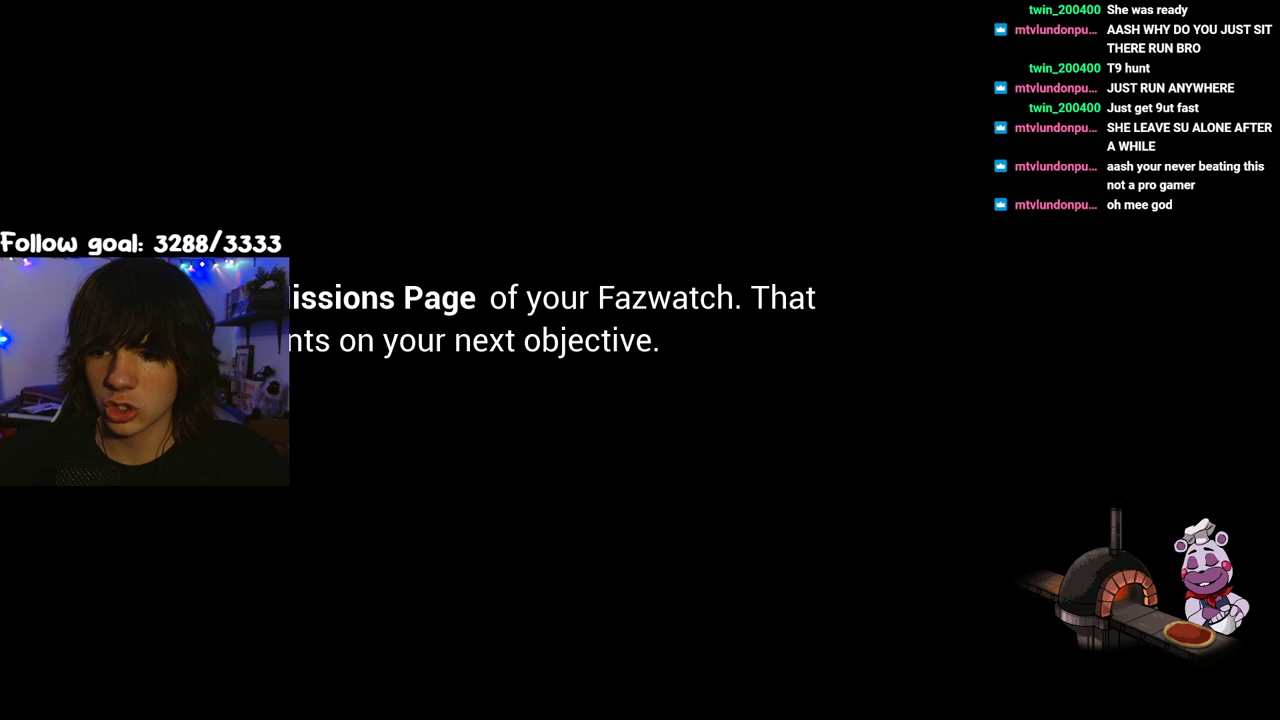 twin_200400 She was ready
mtvlundonpu... AASH WHY DO YOU JUST SIT
THERE RUN BRO
twin_200400 T9 hunt
mtvlundonpu... JUST RUN ANYWHERE
twin_200400 Just get 9ut fast
mtvlundonpu... SHE LEAVE SU ALONE AFTER
A WHILE
mtvlundonpu... aash your never beating this
not a pro gamer
mtvlundonpu... oh mee god
Follow goal: 3288/3333
issions Page of your Fazwatch. That
nts on your next objective.